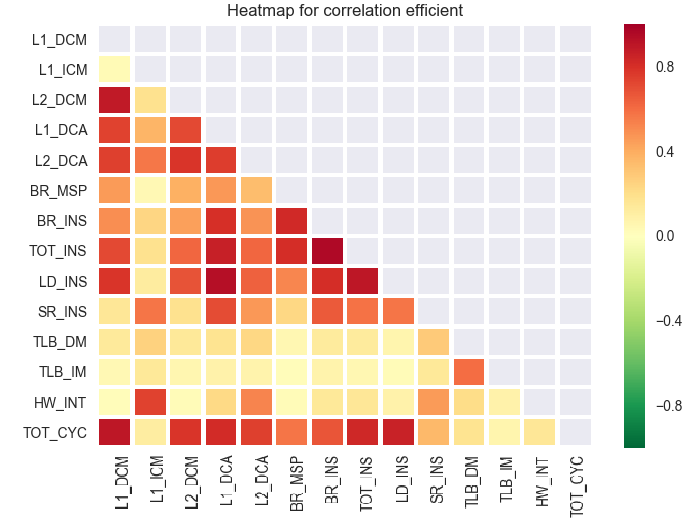 Heatmap for correlation efficient
L1_DCM
L1_ICM
L2_DCM
L1_DCA
L2_DCA
BR_MSP
BR_INS
TOT_INS
LD_INS
SR_INS
TLB_DM
TLB_IM
HW_INT
TOT_CYC
L1_DCM
L1_ICM
L2_DCM
L1_DCA
L2_DCA
BR_MSP
BR_INS
TOT_INS
LD_INS
SR_INS
TLB_DM
TLB_IM
HW_INT
TOT_CYC
0.8
0.4
0.0
−0.4
−0.8